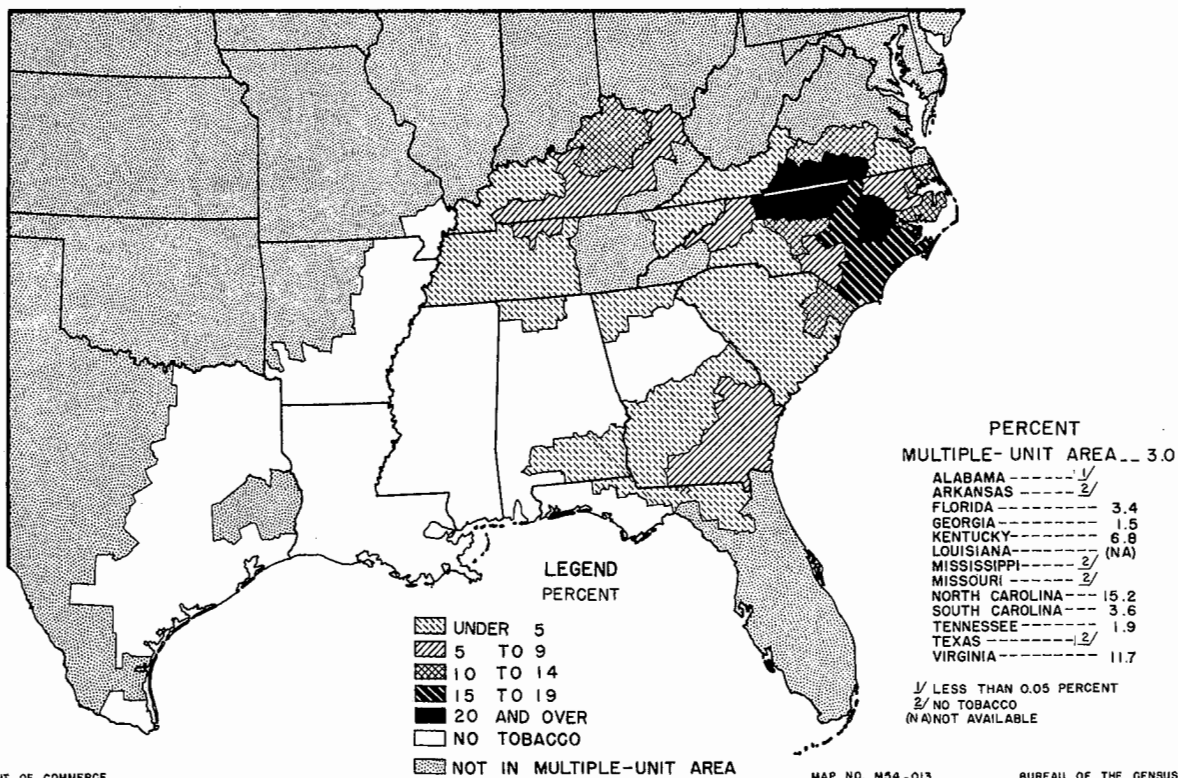 PERCENT
MULTIPLE-UNIT AREA__ 3.0
ALABAMA ------- 1/
ARKANSAS ------ 2/
FLORIDA ---------- 3.4
GEORGIA ---------- 1.5
KENTUCKY--------- 6.8
LOUISIANA-------- (NA)
MISSISSIPPI------ 2/
MISSOURI ------ 2/
NORTH CAROLINA--- 15.2
SOUTH CAROLINA--- 3.6
TENNESSEE-------- 1.9
TEXAS --------- 2/
VIRGINIA ---------- 11.7
1/ LESS THAN 0.05 PERCENT
2/ NO TOBACCO
(NA) NOT AVAILABLE
LEGEND
PERCENT
UNDER 5
5 TO 9
10 TO 14
15 TO 19
20 AND OVER
NO TOBACCO
NOT IN MULTIPLE-UNIT AREA
OF COMMERCE
MAP NO. M54-013
BUREAU OF THE CENSUS